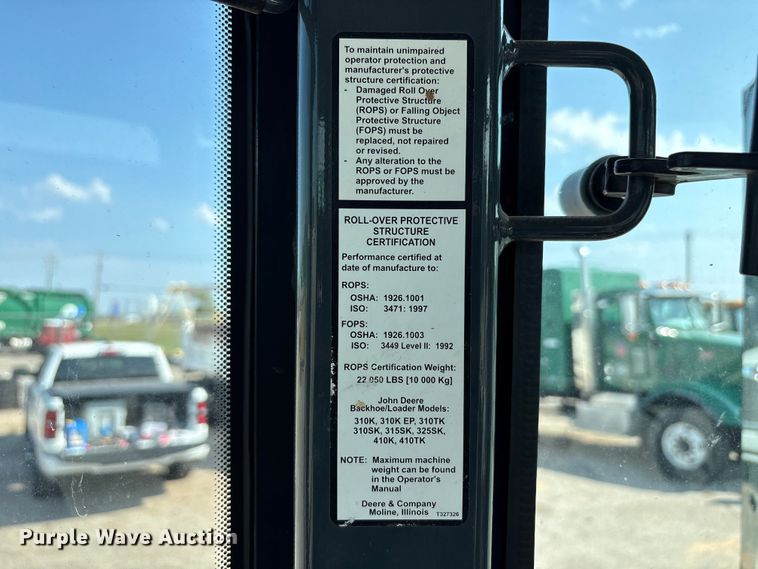 To maintain unimpaired
operator protection and
manufacturer's protective
structure certification:
- Damaged Roll Over
Protective Structure
(ROPS) or Falling Object
Protective Structure
(FOPS) must be
replaced, not repaired
or revised.
- Any alteration to the
ROPS or FOPS must be
approved by the
manufacturer.
ROLL-OVER PROTECTIVE
STRUCTURE
CERTIFICATION
Performance certified at
date of manufacture to:
ROPS:
OSHA: 1926.1001
ISO: 3471: 1997
FOPS:
OSHA: 1926.1003
ISO: 3449 Level II: 1992
ROPS Certification Weight:
22 050 LBS [10 000 Kg]
John Deere
Backhoe/Loader Models:
310K, 310K EP, 310TK
310SK, 315SK, 325SK,
410K, 410TK
NOTE: Maximum machine
weight can be found
in the Operator's
Manual
Deere & Company
Moline, Illinois T327326
Purple Wave Auction